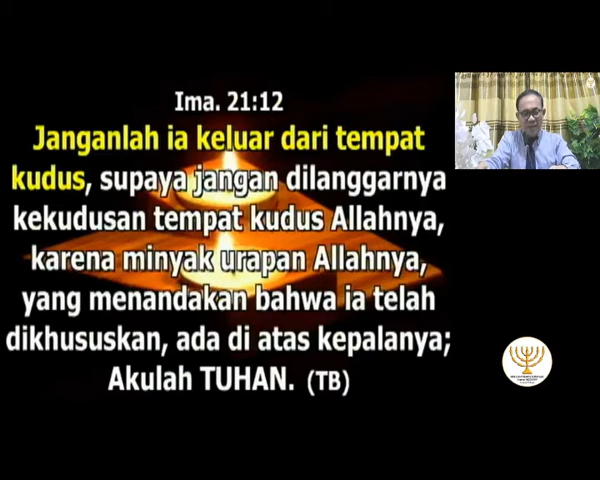 Ima. 21:12
Janganlah ia keluar dari tempat
kudus, supaya jangan dilanggarnya
kekudusan tempat kudus Allahnya,
karena minyak urapan Allahnya,
yang menandakan bahwa ia telah
dikhususkan, ada di atas kepalanya;
Akulah TUHAN. (TB)